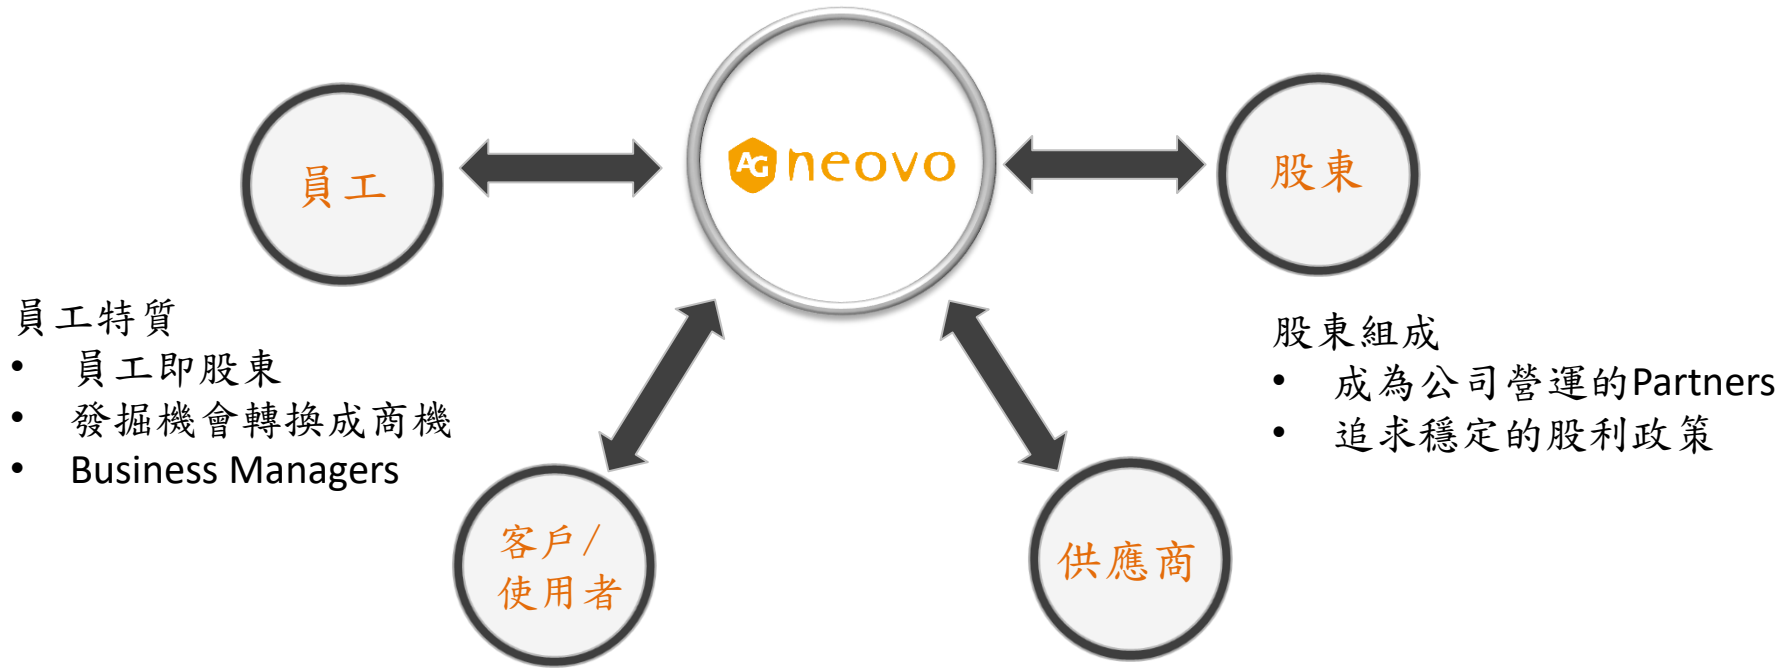 AG neovo
員工
股東
員工特質
• 員工即股東
• 發掘機會轉換成商機
• Business Managers
股東組成
• 成為公司營運的Partners
• 追求穩定的股利政策
客戶/
使用者
供應商